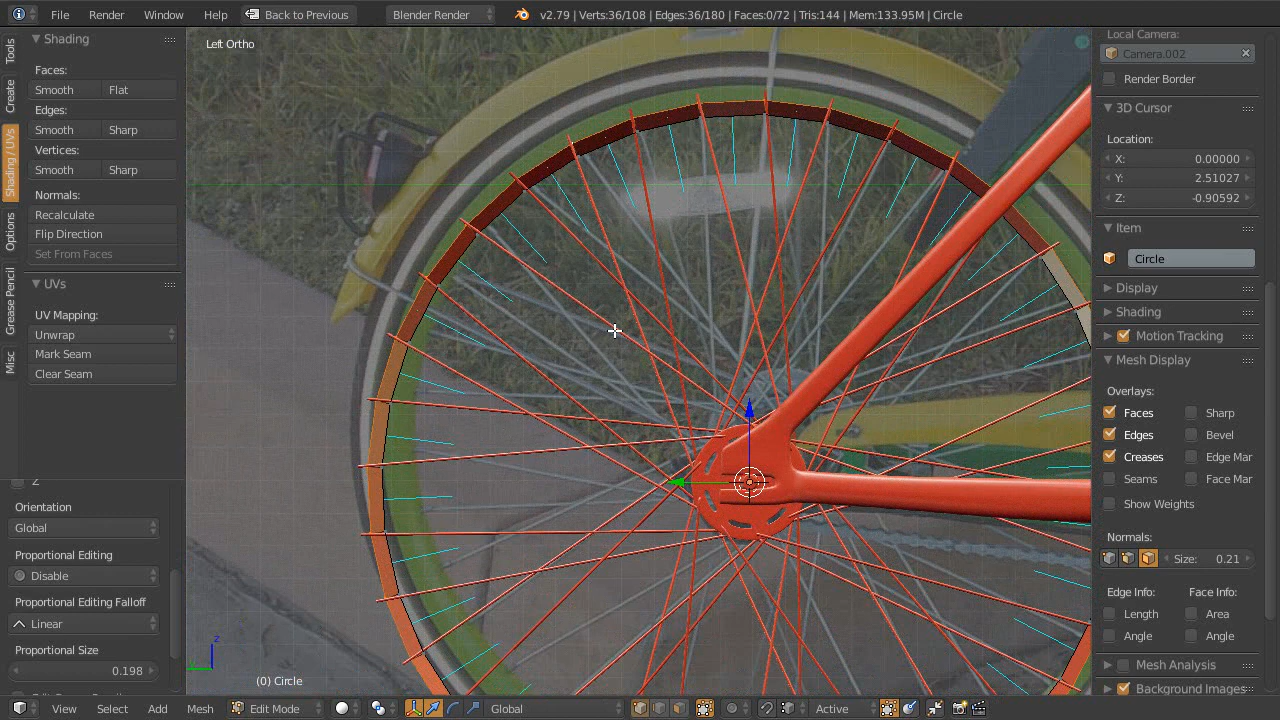 File Render Window Help Back to Previous Blender Render v2.79 | Verts:36/108 | Edges:36/180 | Faces:0/72 | Tris:144 | Mem:133.95M | Circle
Tools
Create
Shading / UVs
Options
Grease Pencil
Misc
Shading
Faces:
Smooth Flat
Edges:
Smooth Sharp
Vertices:
Smooth Sharp
Normals:
Recalculate
Flip Direction
Set From Faces
UVs
UV Mapping:
Unwrap
Mark Seam
Clear Seam
Z
Orientation
Global
Proportional Editing
Disable
Proportional Editing Falloff
Linear
Proportional Size
0.198
Left Ortho
z
y
(0) Circle
Local Camera:
Camera.002
Render Border
3D Cursor
Location:
X: 0.00000
Y: 2.51027
Z: -0.90592
Item
Circle
Display
Shading
Motion Tracking
Mesh Display
Overlays:
Faces Sharp
Edges Bevel
Creases Edge Mar
Seams Face Mar
Show Weights
Normals:
Size: 0.21
Edge Info: Face Info:
Length Area
Angle Angle
Mesh Analysis
Background Images
View Select Add Mesh Edit Mode Global Active